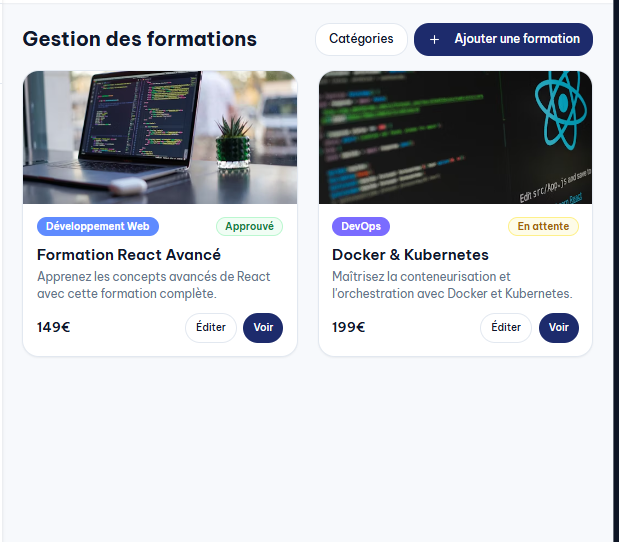 Gestion des formations
Catégories
+ Ajouter une formation
Edit src/App.js and save to
Développement Web
Approuvé
DevOps
En attente
Formation React Avancé
Apprenez les concepts avancés de React
avec cette formation complète.
149€
Éditer
Voir
Docker & Kubernetes
Maîtrisez la conteneurisation et
l'orchestration avec Docker et Kubernetes.
199€
Éditer
Voir